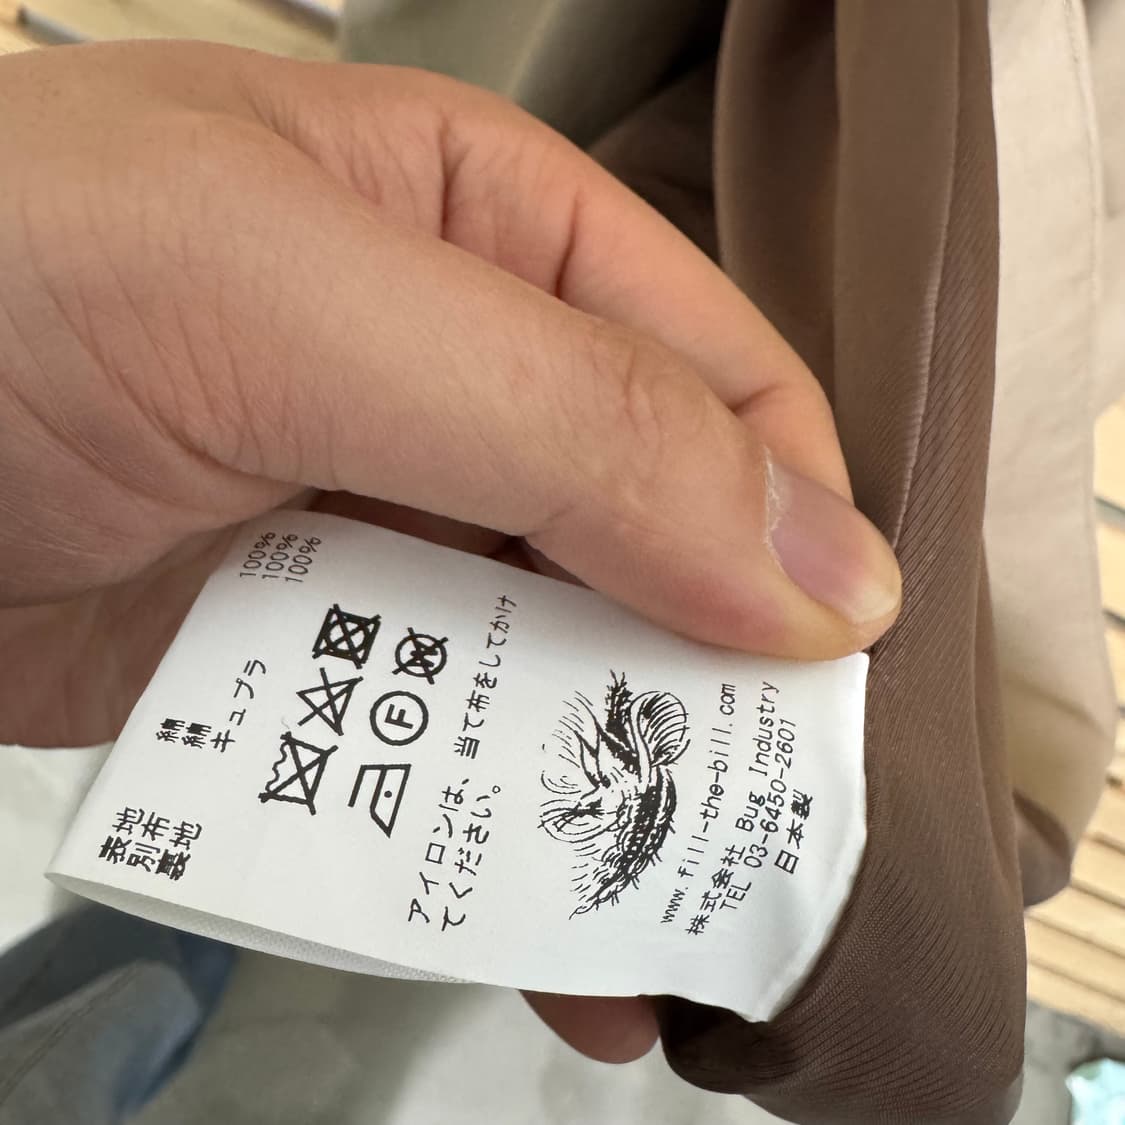 表地 綿 100%
別布 綿 100%
裏地 キュプラ 100%
F
W
アイロンは、当て布をしてかけ
てください。
www.fill-the-bill.com
株式会社 Bug Industry
TEL 03-6450-2601
日本製